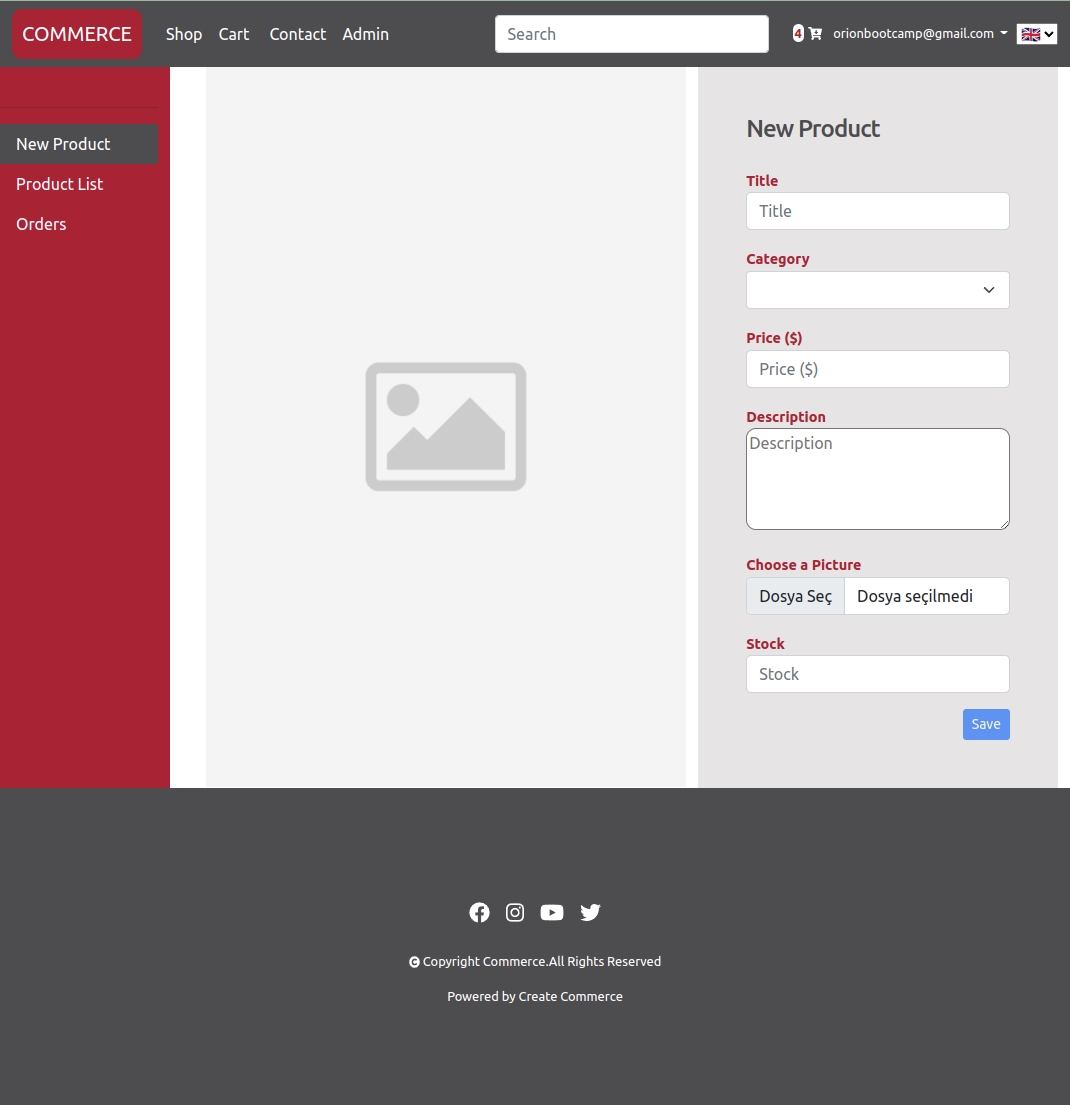 COMMERCE Shop Cart Contact Admin Search 4 orionbootcamp@gmail.com
New Product
Product List
Orders
New Product
Title
Title
Category
Price ($)
Price ($)
Description
Description
Choose a Picture
Dosya Seç Dosya seçilmedi
Stock
Stock
Save
Copyright Commerce.All Rights Reserved
Powered by Create Commerce